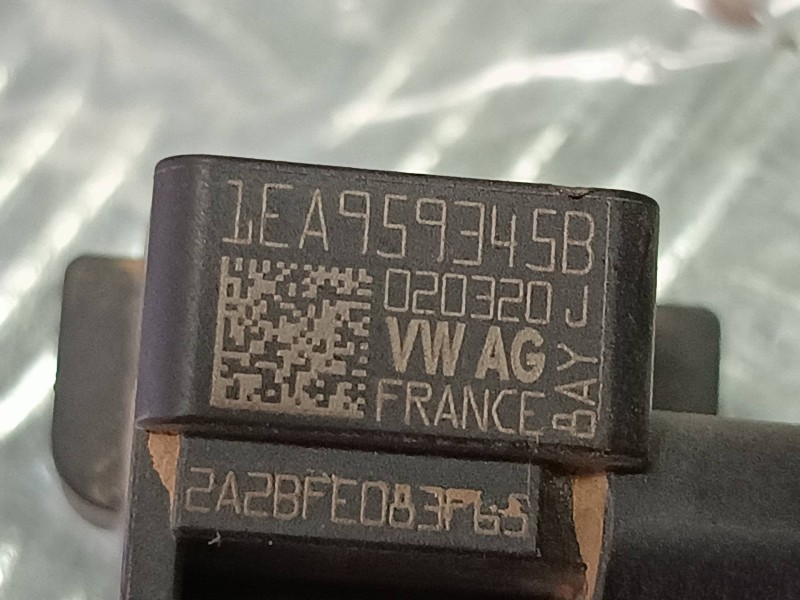 1EA959345B
020320 J
VW AG
FRANCE
BAY
2A2BFE083F65